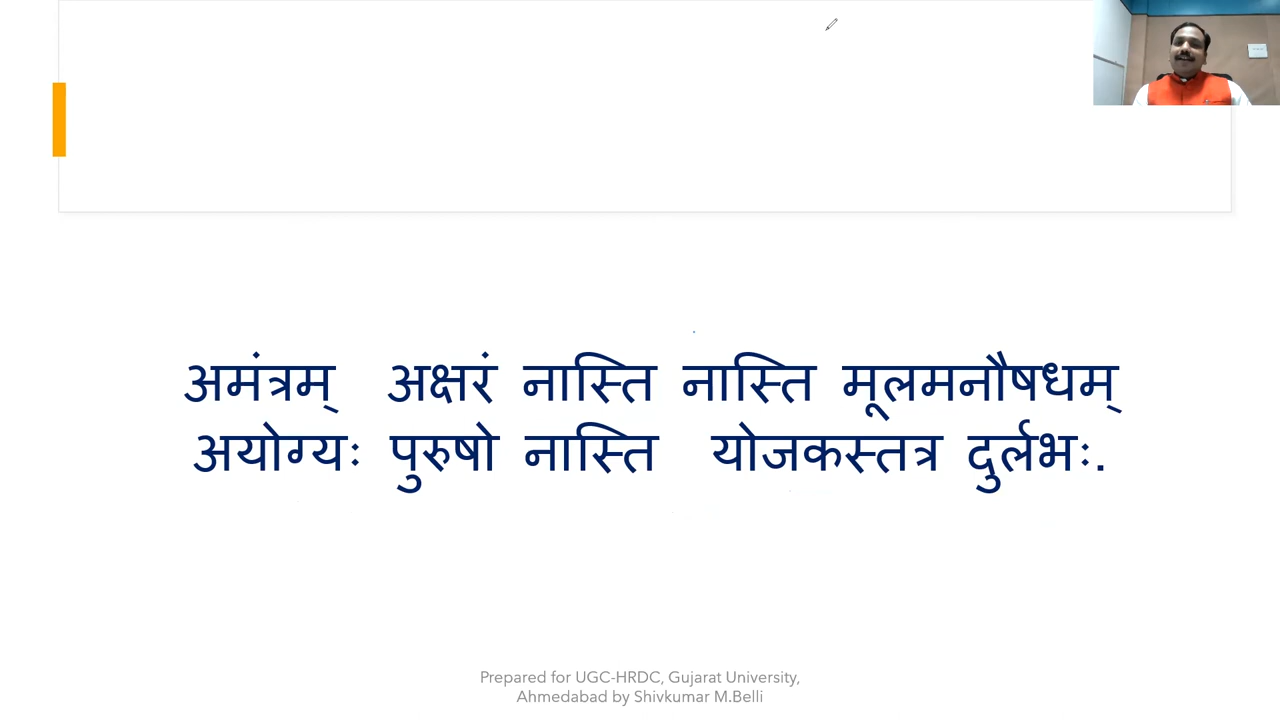 अमंत्रम् अक्षरं नास्ति नास्ति मूलमनौषधम्
अयोग्यः पुरुषो नास्ति योजकस्तत्र दुर्लभः.
Prepared for UGC-HRDC, Gujarat University,
Ahmedabad by Shivkumar M.Belli